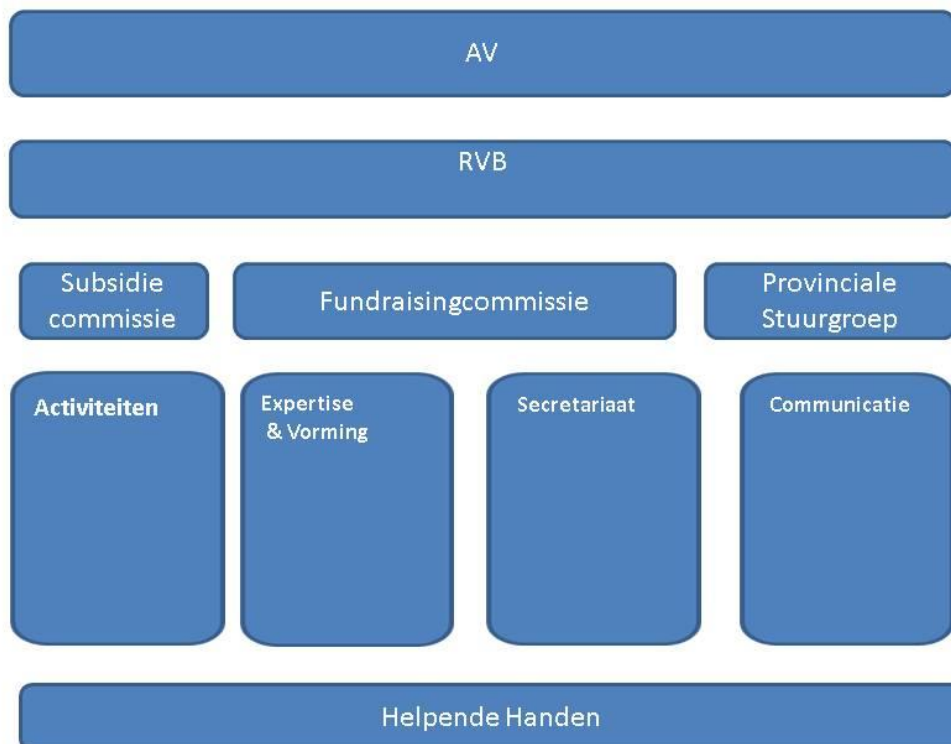 AV
RVB
Subsidie
commissie
Fundraisingcommissie
Provinciale
Stuurgroep
Activiteiten
Expertise
& Vorming
Secretariaat
Communicatie
Helpende Handen